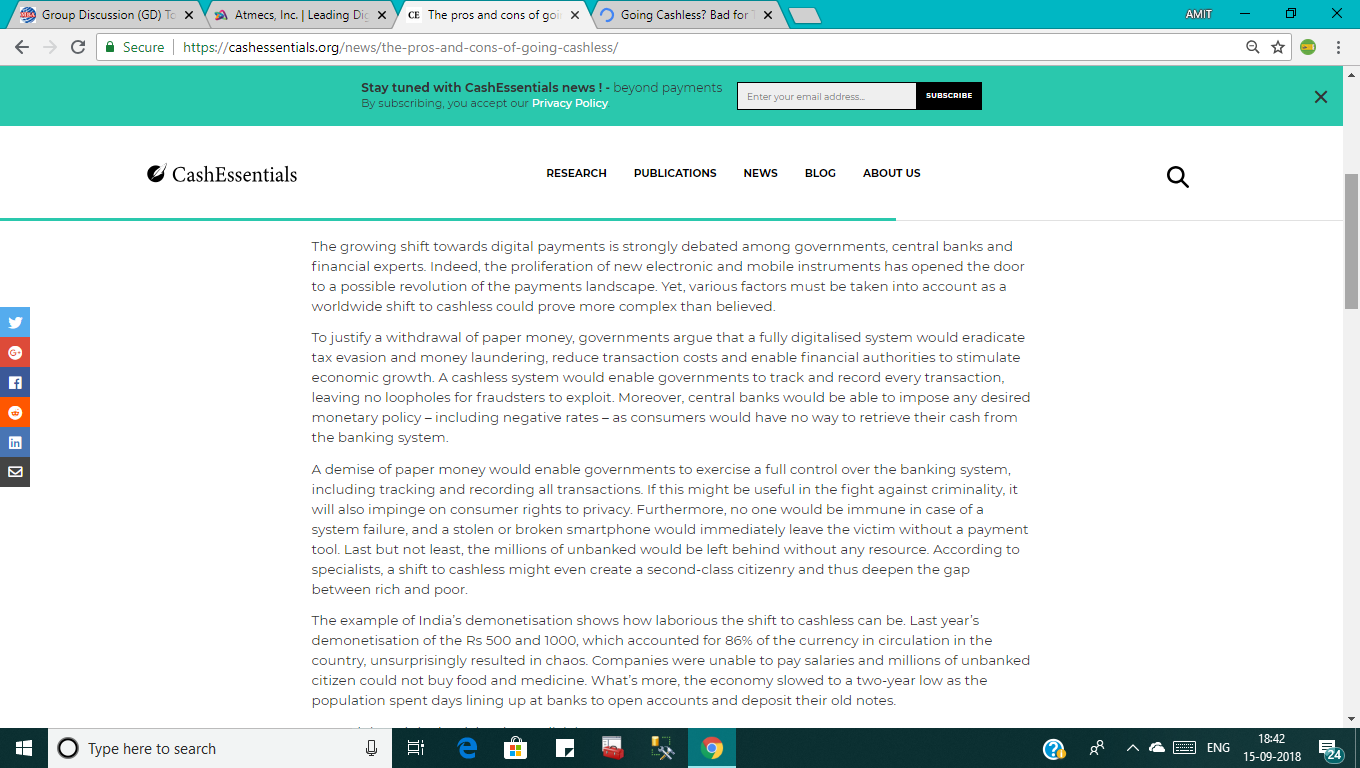 Group Discussion (GD) To
Atmecs, Inc. | Leading Dig
CE The pros and cons of goi
Going Cashless? Bad for
AMIT
Secure https://cashessentials.org/news/the-pros-and-cons-of-going-cashless/
Stay tuned with CashEssentials news ! - beyond payments
By subscribing, you accept our Privacy Policy
Enter your email address...
SUBSCRIBE
CashEssentials
RESEARCH PUBLICATIONS NEWS BLOG ABOUT US
The growing shift towards digital payments is strongly debated among governments, central banks and
financial experts. Indeed, the proliferation of new electronic and mobile instruments has opened the door
to a possible revolution of the payments landscape. Yet, various factors must be taken into account as a
worldwide shift to cashless could prove more complex than believed.
To justify a withdrawal of paper money, governments argue that a fully digitalised system would eradicate
tax evasion and money laundering, reduce transaction costs and enable financial authorities to stimulate
economic growth. A cashless system would enable governments to track and record every transaction,
leaving no loopholes for fraudsters to exploit. Moreover, central banks would be able to impose any desired
monetary policy – including negative rates – as consumers would have no way to retrieve their cash from
the banking system.
A demise of paper money would enable governments to exercise a full control over the banking system,
including tracking and recording all transactions. If this might be useful in the fight against criminality, it
will also impinge on consumer rights to privacy. Furthermore, no one would be immune in case of a
system failure, and a stolen or broken smartphone would immediately leave the victim without a payment
tool. Last but not least, the millions of unbanked would be left behind without any resource. According to
specialists, a shift to cashless might even create a second-class citizenry and thus deepen the gap
between rich and poor.
The example of India's demonetisation shows how laborious the shift to cashless can be. Last year's
demonetisation of the Rs 500 and 1000, which accounted for 86% of the currency in circulation in the
country, unsurprisingly resulted in chaos. Companies were unable to pay salaries and millions of unbanked
citizen could not buy food and medicine. What's more, the economy slowed to a two-year low as the
population spent days lining up at banks to open accounts and deposit their old notes.
Type here to search
ENG
18:42
15-09-2018
24